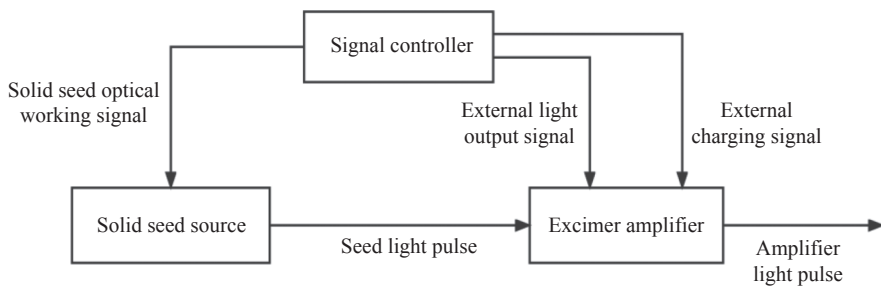 Signal controller
Solid seed optical
working signal
External light
output signal
External
charging signal
Solid seed source
Seed light pulse
Excimer amplifier
Amplifier
light pulse